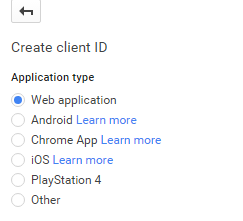 Create client ID
Application type
Web application
Android Learn more
Chrome App Learn more
iOS Learn more
PlayStation 4
Other